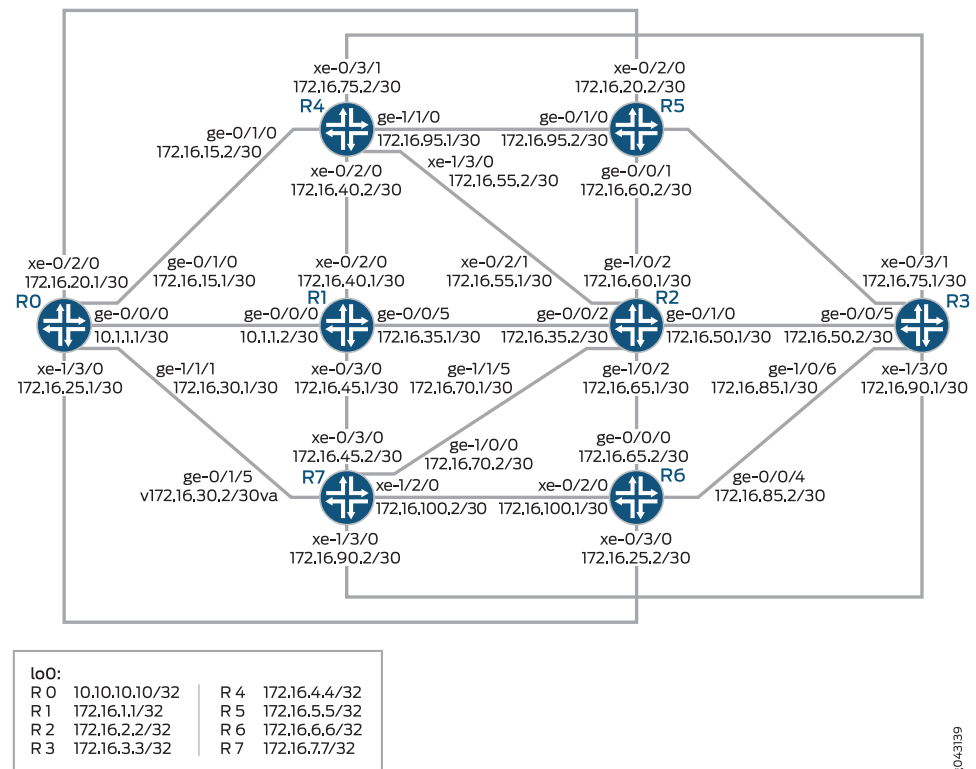 xe-0/3/1
172.16.75.2/30
R4
xe-0/2/0
172.16.20.2/30
R5
ge-0/1/0
172.16.15.2/30
ge-1/1/0
172.16.95.1/30
ge-0/1/0
172.16.95.2/30
xe-0/2/0
172.16.40.2/30
xe-1/3/0
172.16.55.2/30
ge-0/0/1
172.16.60.2/30
xe-0/2/0
172.16.20.1/30
R0
ge-0/1/0
172.16.15.1/30
xe-0/2/0
172.16.40.1/30
R1
xe-0/2/1
172.16.55.1/30
ge-1/0/2
172.16.60.1/30
R2
xe-0/3/1
172.16.75.1/30
R3
ge-0/0/0
10.1.1.1/30
ge-0/0/0
10.1.1.2/30
ge-0/0/5
172.16.35.1/30
ge-0/0/2
172.16.35.2/30
ge-0/1/0
172.16.50.1/30
ge-0/0/5
172.16.50.2/30
xe-1/3/0
172.16.25.1/30
ge-1/1/1
172.16.30.1/30
xe-0/3/0
172.16.45.1/30
ge-1/1/5
172.16.70.1/30
ge-1/0/2
172.16.65.1/30
ge-1/0/6
172.16.85.1/30
xe-1/3/0
172.16.90.1/30
ge-0/1/5
v172.16.30.2/30va
xe-0/3/0
172.16.45.2/30
R7
ge-1/0/0
172.16.70.2/30
ge-0/0/0
172.16.65.2/30
R6
ge-0/0/4
172.16.85.2/30
xe-1/2/0
172.16.100.2/30
xe-0/2/0
172.16.100.1/30
xe-1/3/0
172.16.90.2/30
xe-0/3/0
172.16.25.2/30
lo0:
R 0 10.10.10.10/32 R 4 172.16.4.4/32
R 1 172.16.1.1/32 R 5 172.16.5.5/32
R 2 172.16.2.2/32 R 6 172.16.6.6/32
R 3 172.16.3.3/32 R 7 172.16.7.7/32
043139